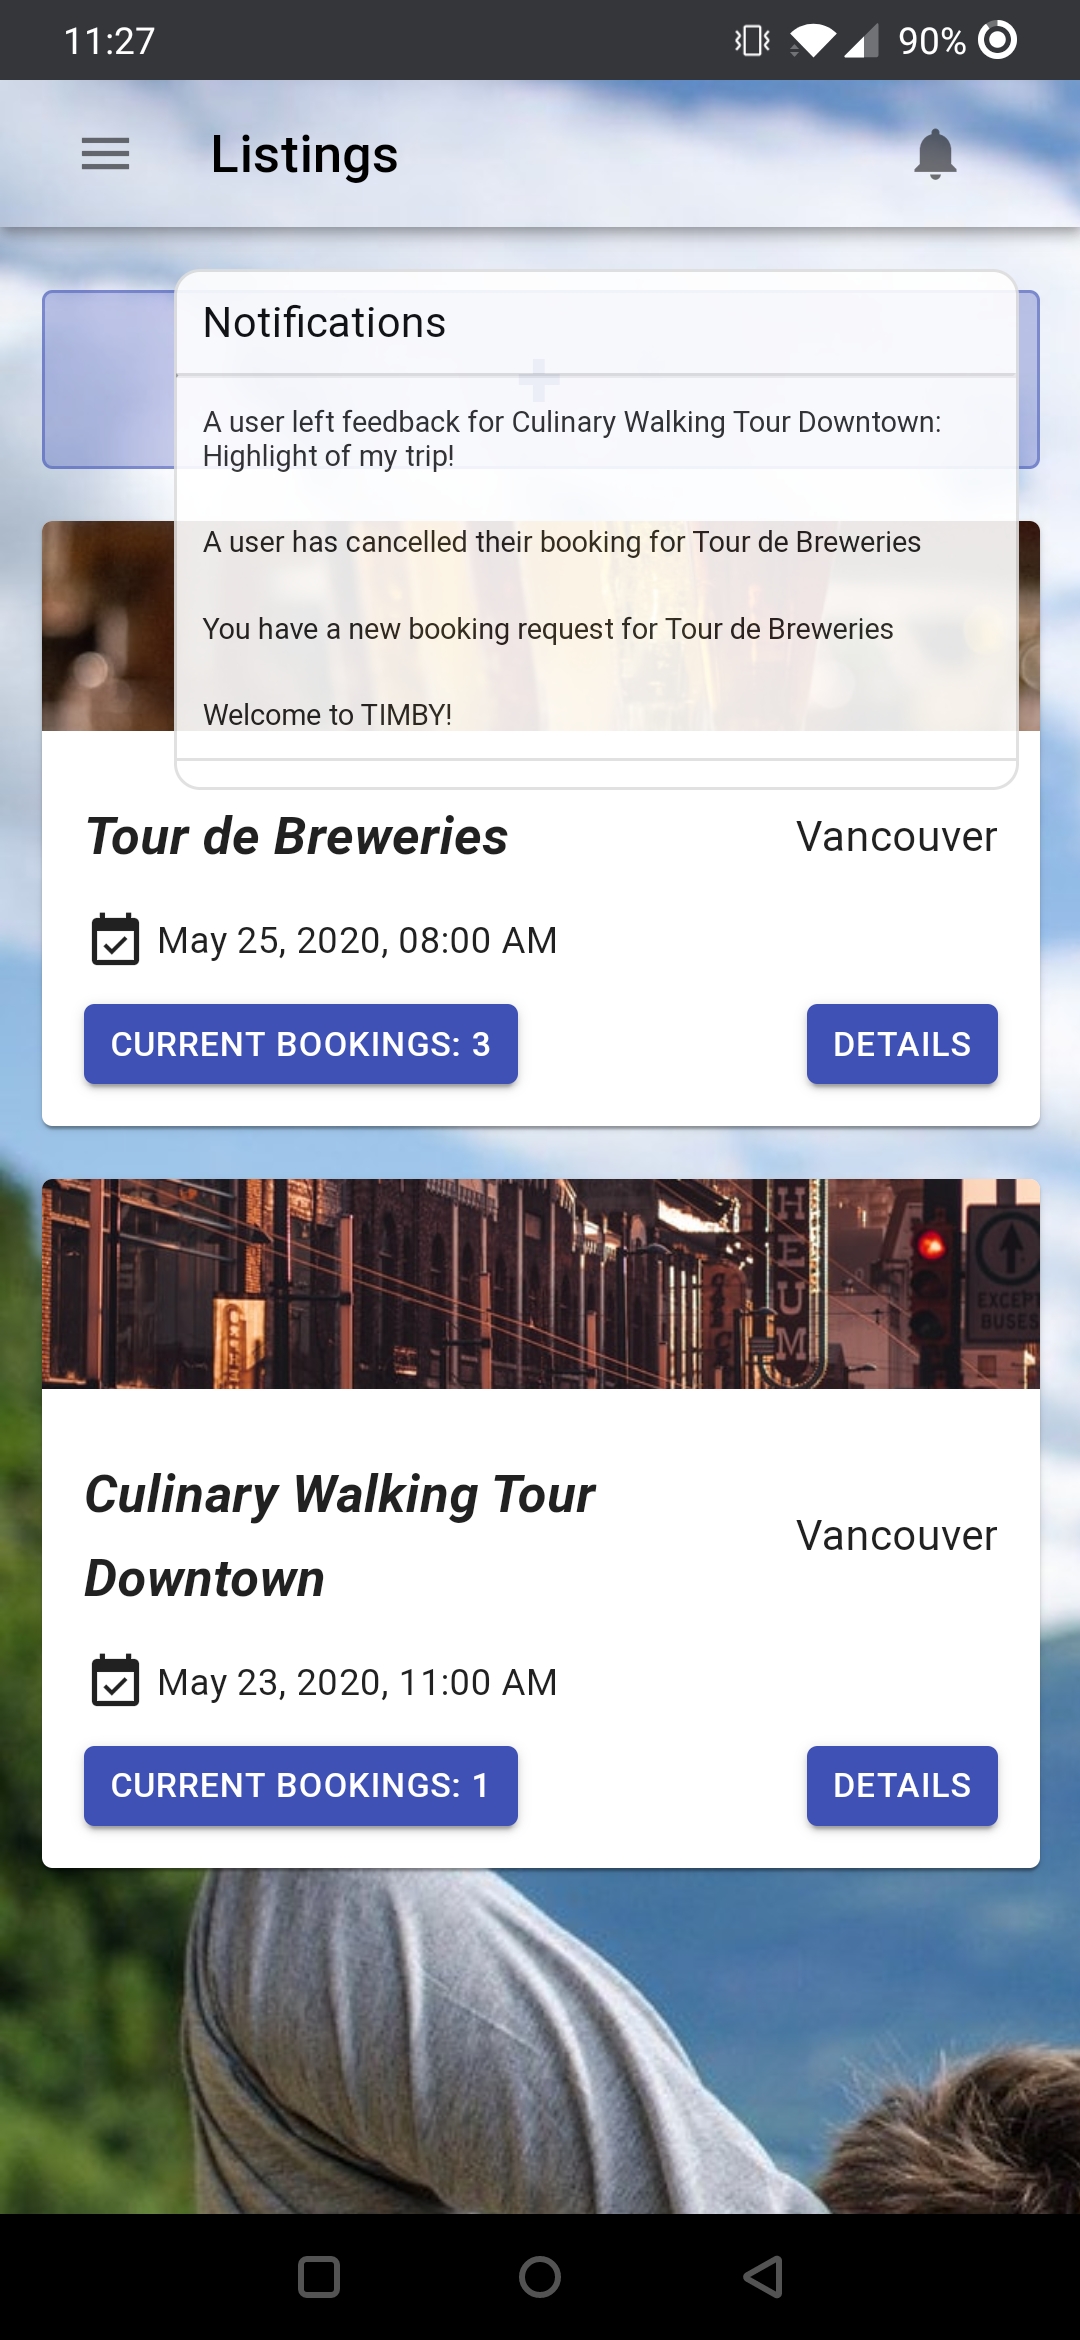 11:27
90%
Listings
Notifications
A user left feedback for Culinary Walking Tour Downtown:
Highlight of my trip!
A user has cancelled their booking for Tour de Breweries
You have a new booking request for Tour de Breweries
Welcome to TIMBY!
Tour de Breweries
Vancouver
May 25, 2020, 08:00 AM
CURRENT BOOKINGS: 3
DETAILS
EXCEPT
BUSES
Culinary Walking Tour
Downtown
Vancouver
May 23, 2020, 11:00 AM
CURRENT BOOKINGS: 1
DETAILS